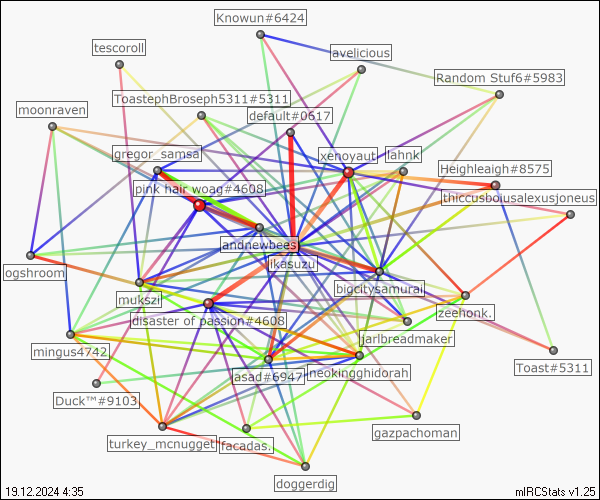 Knowun#6424
tescoroll
avelicious
Random Stuf6#5983
ToastephBroseph5311#5311
moonraven
default#0617
gregor_samsa
xenoyaut
lahnk
Heighleaigh#8575
pink hair woag#4608
thiccusbousalexusjoneus
andnewbees
ikasuzu
ogshroom
bigcitysamurai
mukszi
zeehonk.
disaster of passion#4608
jarlbreadmaker
mingus4742
Toast#5311
asad#6947
neokingghidorah
Duck™#9103
gazpachoman
turkey_mcnugget
facadas.
doggerdig
19.12.2024 4:35
mIRCStats v1.25